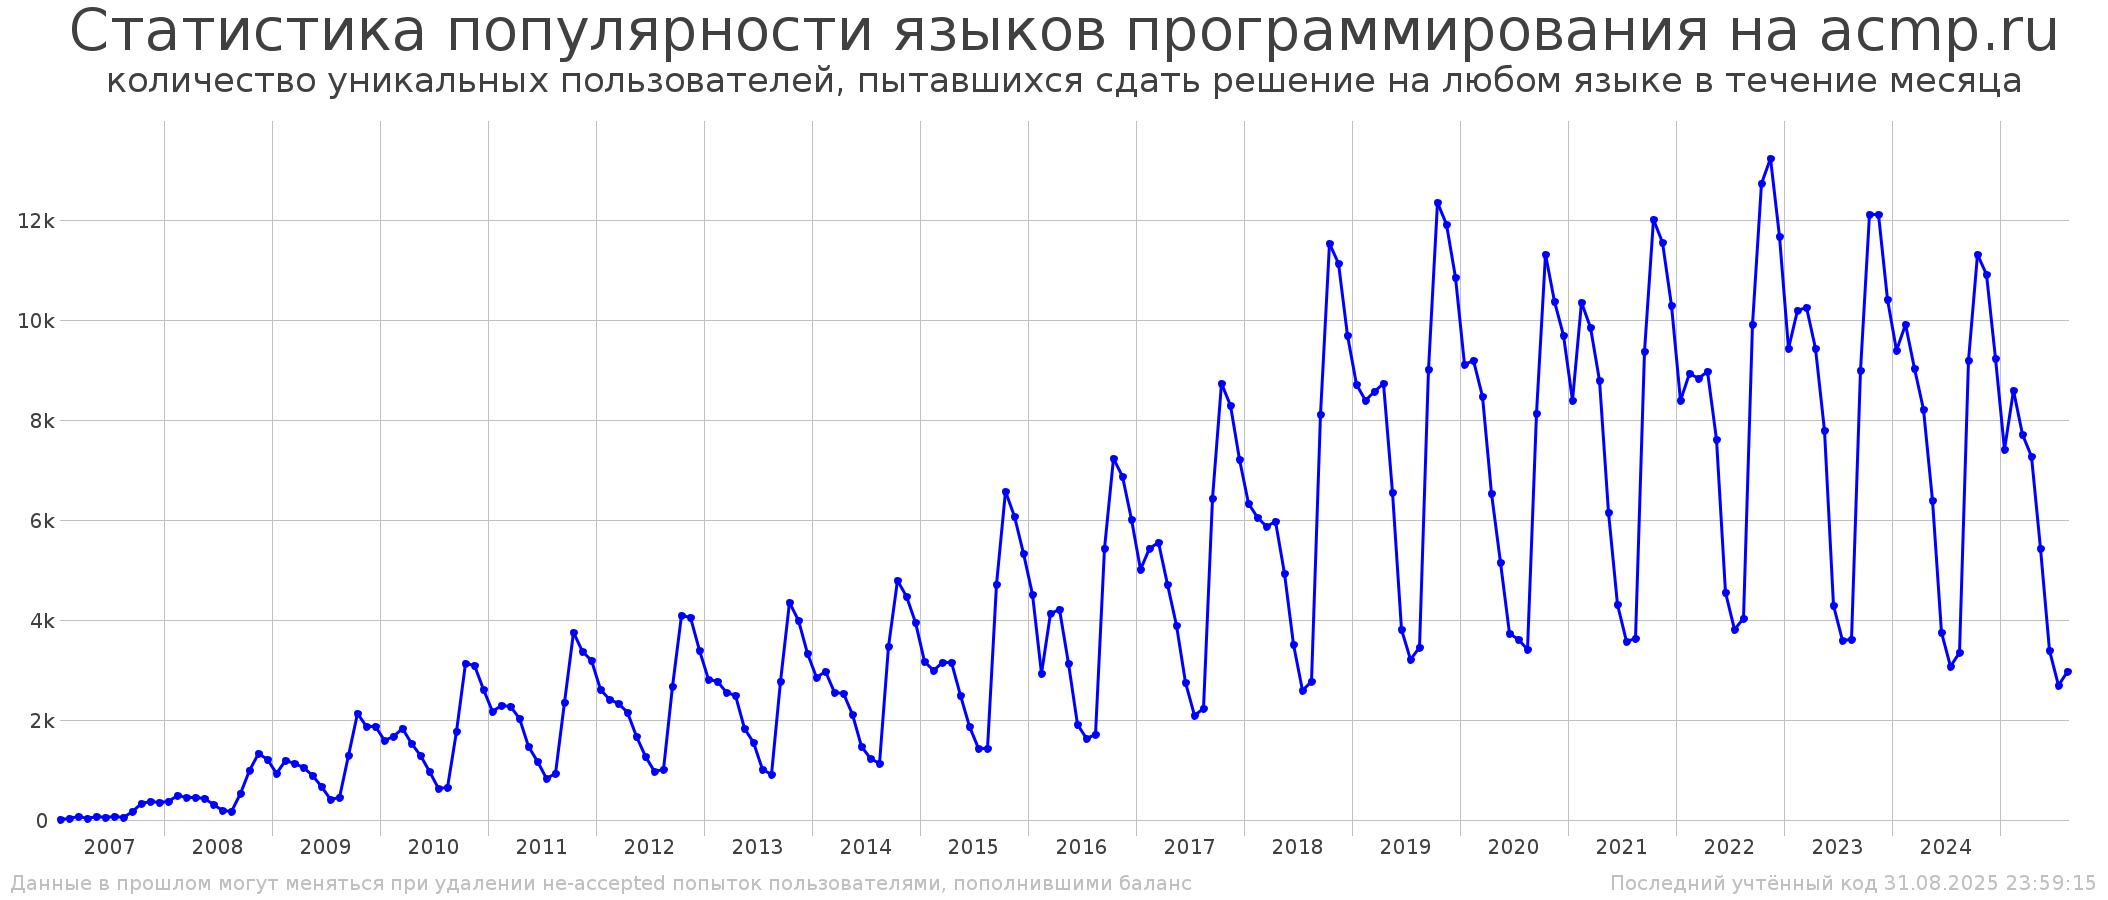 Статистика популярности языков программирования на acmp.ru
количество уникальных пользователей, пытавшихся сдать решение на любом языке в течение месяца
12k
10k
8k
6k
4k
2k
0
2007 2008 2009 2010 2011 2012 2013 2014 2015 2016 2017 2018 2019 2020 2021 2022 2023 2024
Данные в прошлом могут меняться при удалении не-accepted попыток пользователями, пополнившими баланс
Последний учтённый код 31.08.2025 23:59:15